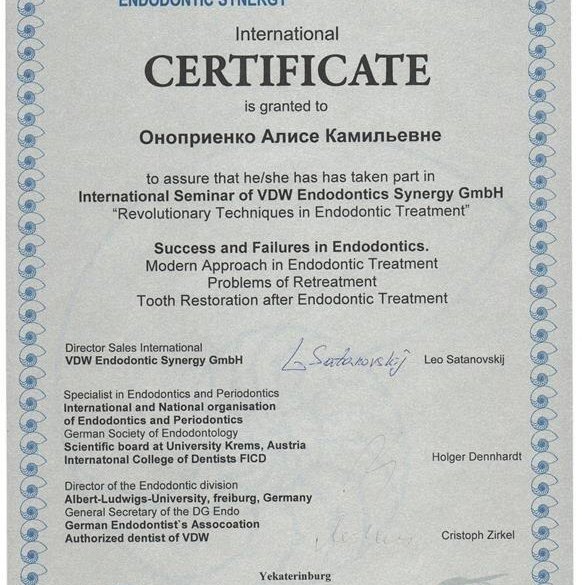 ENDODONTIC SYNERGY
International
CERTIFICATE
is granted to
Оноприенко Алисе Камильевне
to assure that he/she has has taken part in
International Seminar of VDW Endodontics Synergy GmbH
“Revolutionary Techniques in Endodontic Treatment”
Success and Failures in Endodontics.
Modern Approach in Endodontic Treatment
Problems of Retreatment
Tooth Restoration after Endodontic Treatment
Director Sales International
VDW Endodontic Synergy GmbH
L Satanovskij
Leo Satanovskij
Specialist in Endodontics and Periodontics
International and National organisation
of Endodontics and Periodontics
German Society of Endodontology
Scientific board at University Krems, Austria
Internatonal College of Dentists FICD
Holger Dennhardt
Director of the Endodontic division
Albert-Ludwigs-University, freiburg, Germany
General Secretary of the DG Endo
German Endodontist`s Assocoation
Authorized dentist of VDW
Cristoph Zirkel
Yekaterinburg